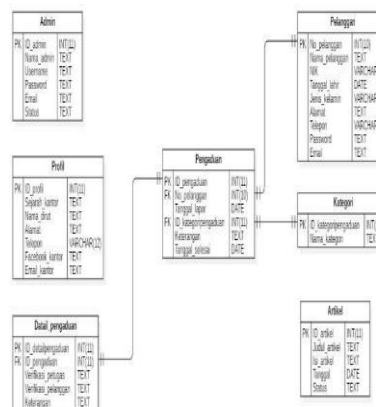 Admin
PK ID_admin INT(11)
Nama_admin TEXT
Username TEXT
Password TEXT
Email TEXT
Status TEXT
Pelanggan
PK No_pelanggan INT(10)
Nama_pelanggan TEXT
NIK VARCHAR
Tanggal_lahir DATE
Jenis_kelamin VARCHAR
Alamat TEXT
Telepon VARCHAR
Password TEXT
Email TEXT
Profil
PK ID_profil INT(11)
Sejarah_kantor TEXT
Nama_dirut TEXT
Alamat TEXT
Telepon VARCHAR(12)
Facebook_kantor TEXT
Email_kantor TEXT
Pengaduan
PK ID_pengaduan INT(11)
FK No_pelanggan INT(10)
Tanggal_lapor DATE
FK ID_kategoripengaduan INT(11)
Keterangan TEXT
Tanggal_selesai DATE
Kategori
PK ID_kategoripengaduan INT(
Nama_kategori TEXT
Detail_pengaduan
PK ID_detailpengaduan INT(11)
FK ID_pengaduan INT(11)
Verifikasi_petugas TEXT
Verifikasi_pelanggan TEXT
Keterangan TEXT
Artikel
PK ID_artikel INT(11)
Judul_artikel TEXT
Isi_artikel TEXT
Tanggal DATE
Status TEXT